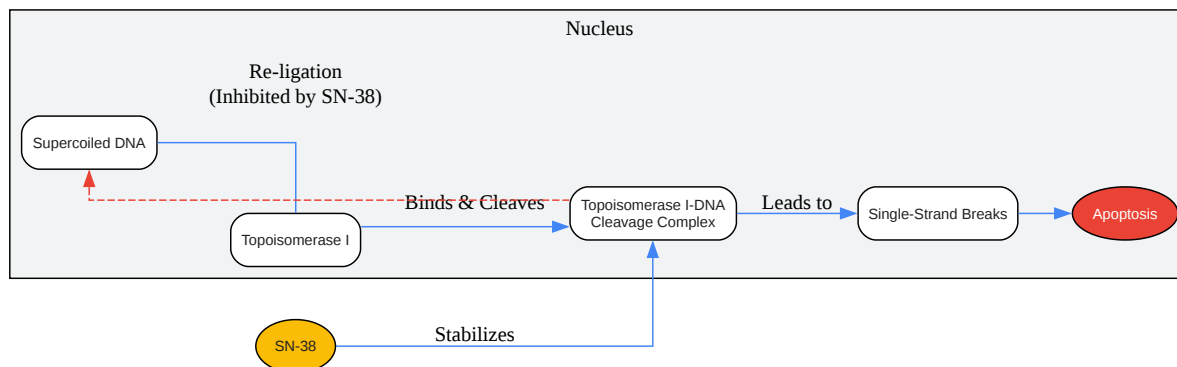 Nucleus
Re-ligation
(Inhibited by SN-38)
Supercoiled DNA
Binds & Cleaves
Topoisomerase I-DNA
Cleavage Complex
Leads to
Single-Strand Breaks
Apoptosis
Topoisomerase I
Stabilizes
SN-38